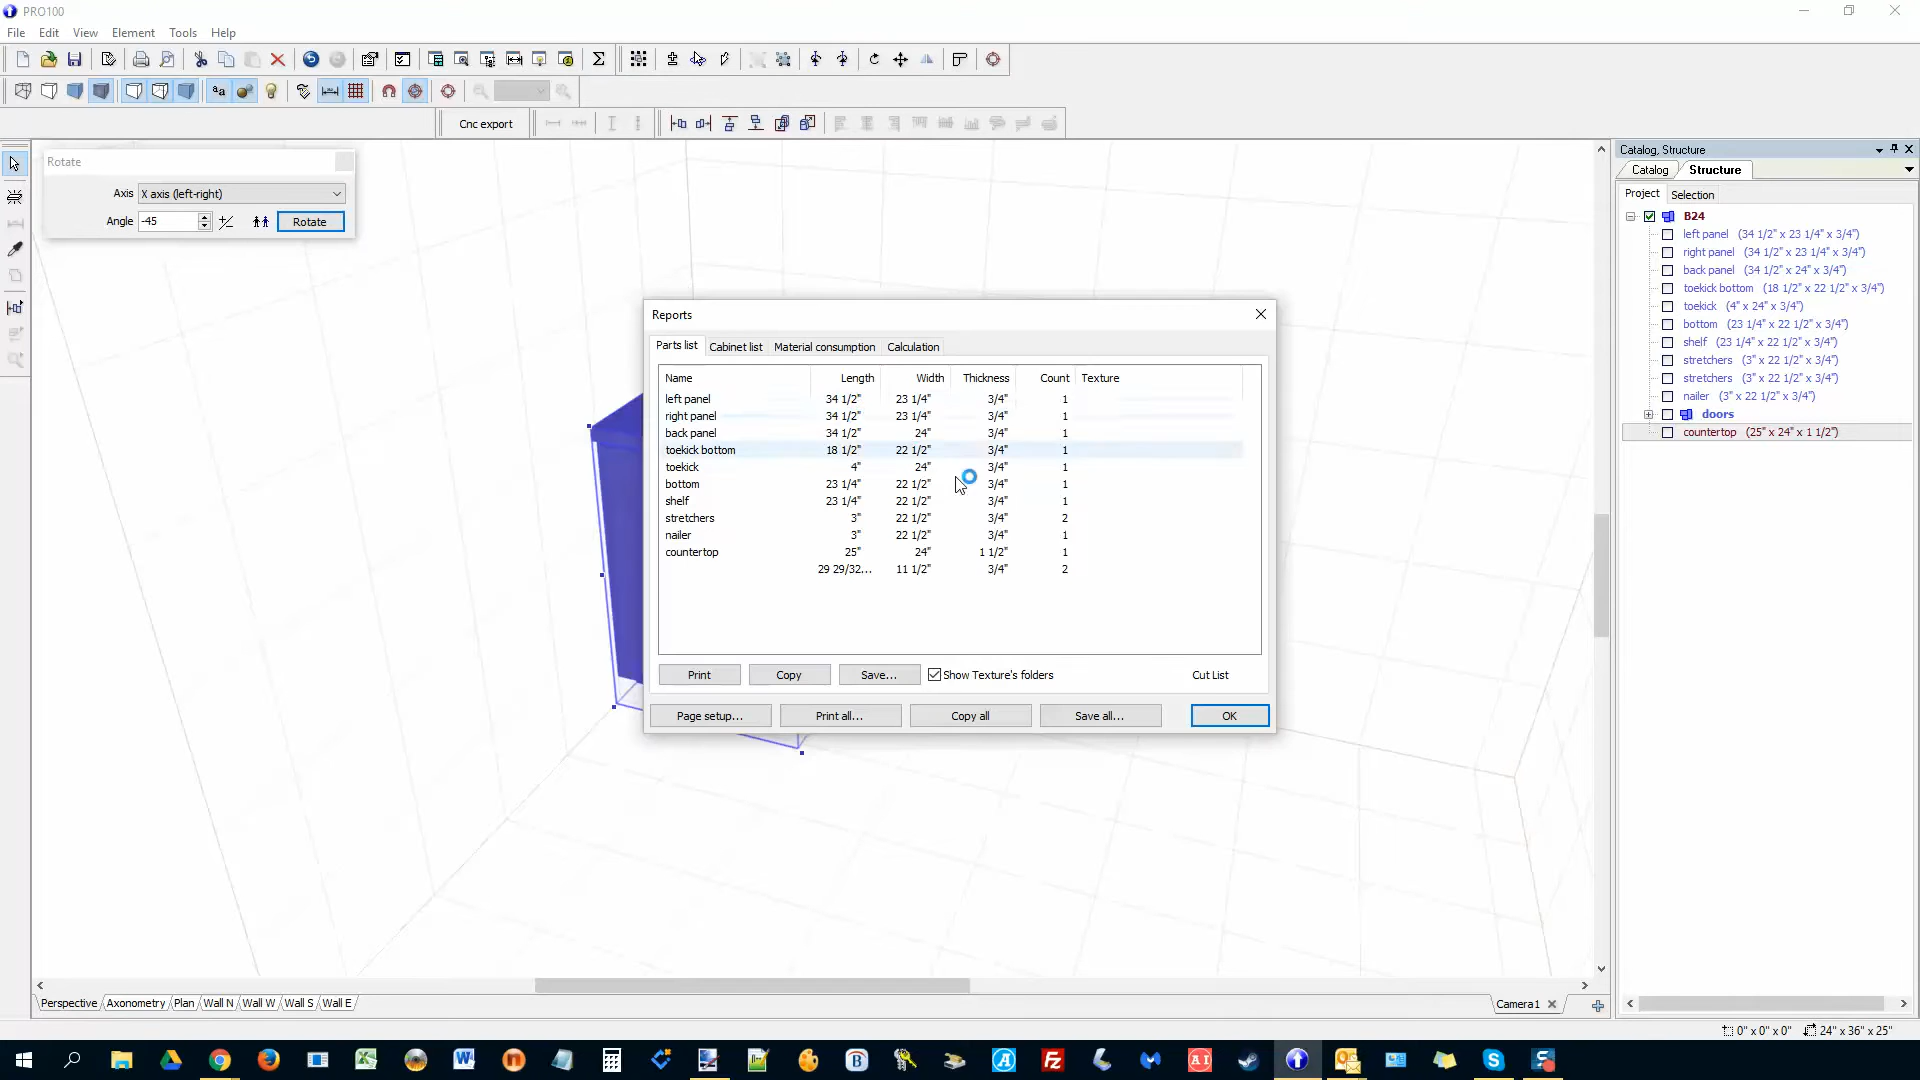 PRO100
File Edit View Element Tools Help
Cnc export
Rotate
Axis X axis (left-right)
Angle -45 Rotate
Catalog, Structure
Catalog Structure
Project Selection
B24
left panel (34 1/2" x 23 1/4" x 3/4")
right panel (34 1/2" x 23 1/4" x 3/4")
back panel (34 1/2" x 24" x 3/4")
toekick bottom (18 1/2" x 22 1/2" x 3/4")
toekick (4" x 24" x 3/4")
bottom (23 1/4" x 22 1/2" x 3/4")
shelf (23 1/4" x 22 1/2" x 3/4")
stretchers (3" x 22 1/2" x 3/4")
stretchers (3" x 22 1/2" x 3/4")
nailer (3" x 22 1/2" x 3/4")
doors
countertop (25" x 24" x 1 1/2")
Reports
Parts list Cabinet list Material consumption Calculation
Name Length Width Thickness Count Texture
left panel 34 1/2" 23 1/4" 3/4" 1
right panel 34 1/2" 23 1/4" 3/4" 1
back panel 34 1/2" 24" 3/4" 1
toekick bottom 18 1/2" 22 1/2" 3/4" 1
toekick 4" 24" 3/4" 1
bottom 23 1/4" 22 1/2" 3/4" 1
shelf 23 1/4" 22 1/2" 3/4" 1
stretchers 3" 22 1/2" 3/4" 2
nailer 3" 22 1/2" 3/4" 1
countertop 25" 24" 1 1/2" 1
29 29/32... 11 1/2" 3/4" 2
Print Copy Save... Show Texture's folders Cut List
Page setup... Print all... Copy all Save all... OK
Perspective Axonometry Plan Wall N Wall W Wall S Wall E
Camera1
0" x 0" x 0" 24" x 36" x 25"